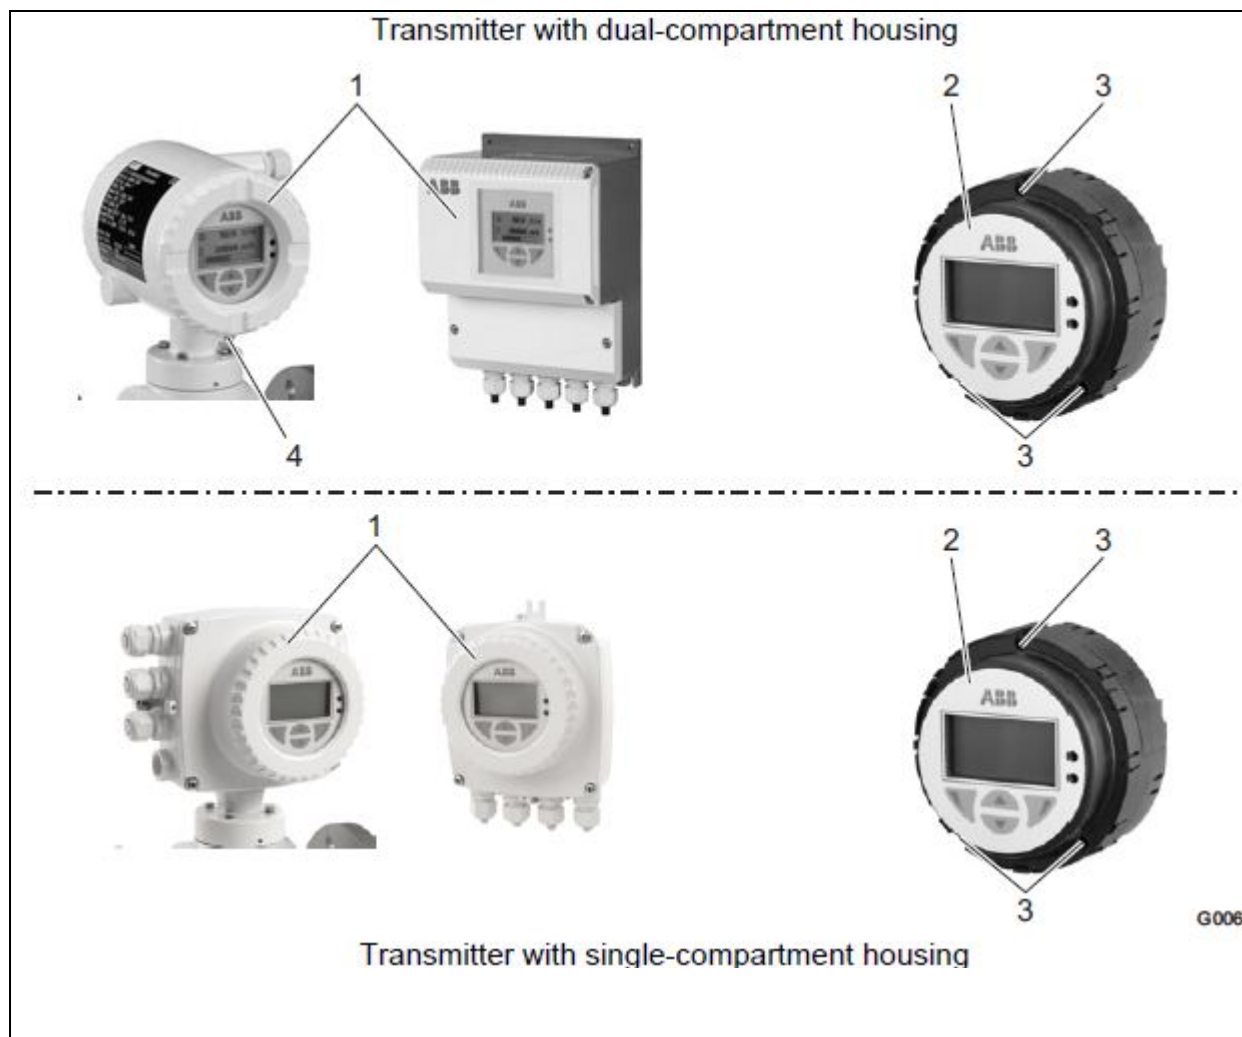 Transmitter with dual-compartment housing
1
2
3
ABB
ABB
ABB
ABB
4
3
1
2
3
ABB
ABB
ABB
3
G006
Transmitter with single-compartment housing